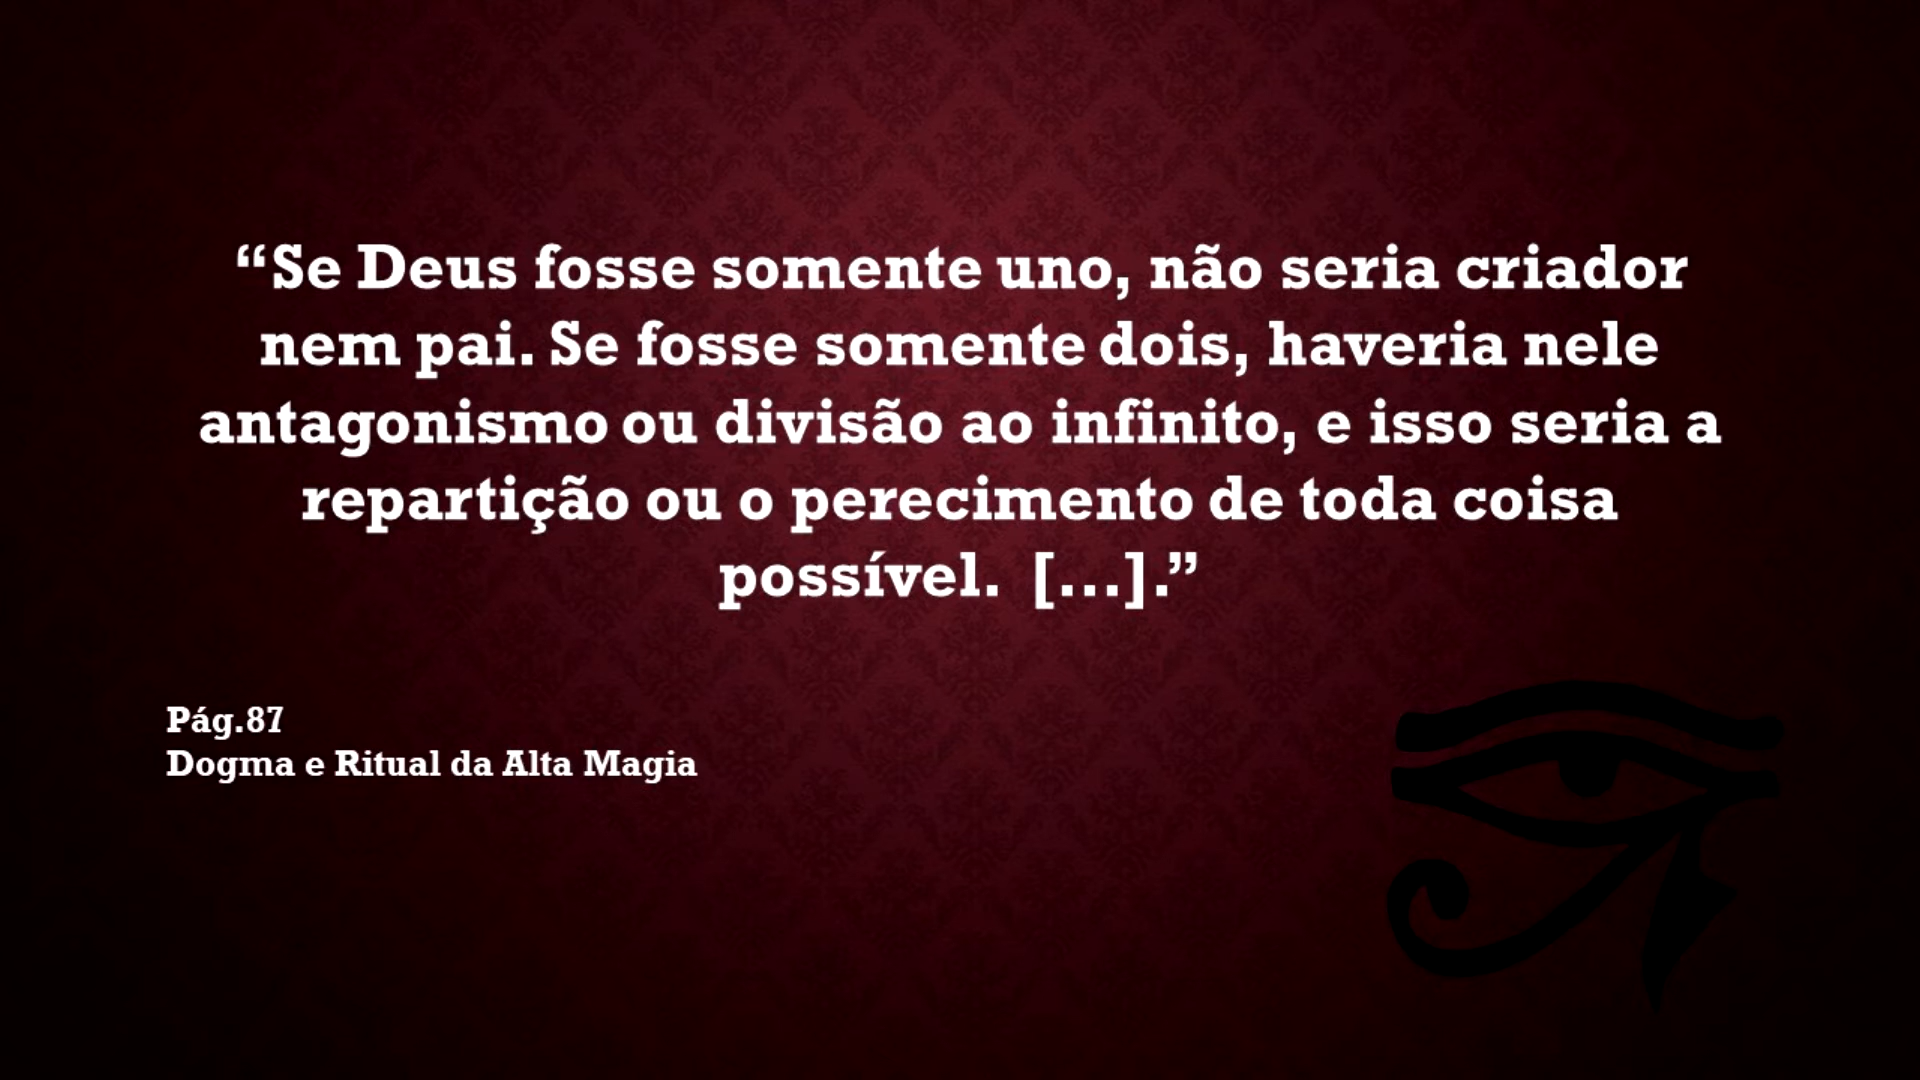 “Se Deus fosse somente uno, não seria criador
nem pai. Se fosse somente dois, haveria nele
antagonismo ou divisão ao infinito, e isso seria a
repartição ou o perecimento de toda coisa
possível.  [...].”
Pág.87
Dogma e Ritual da Alta Magia